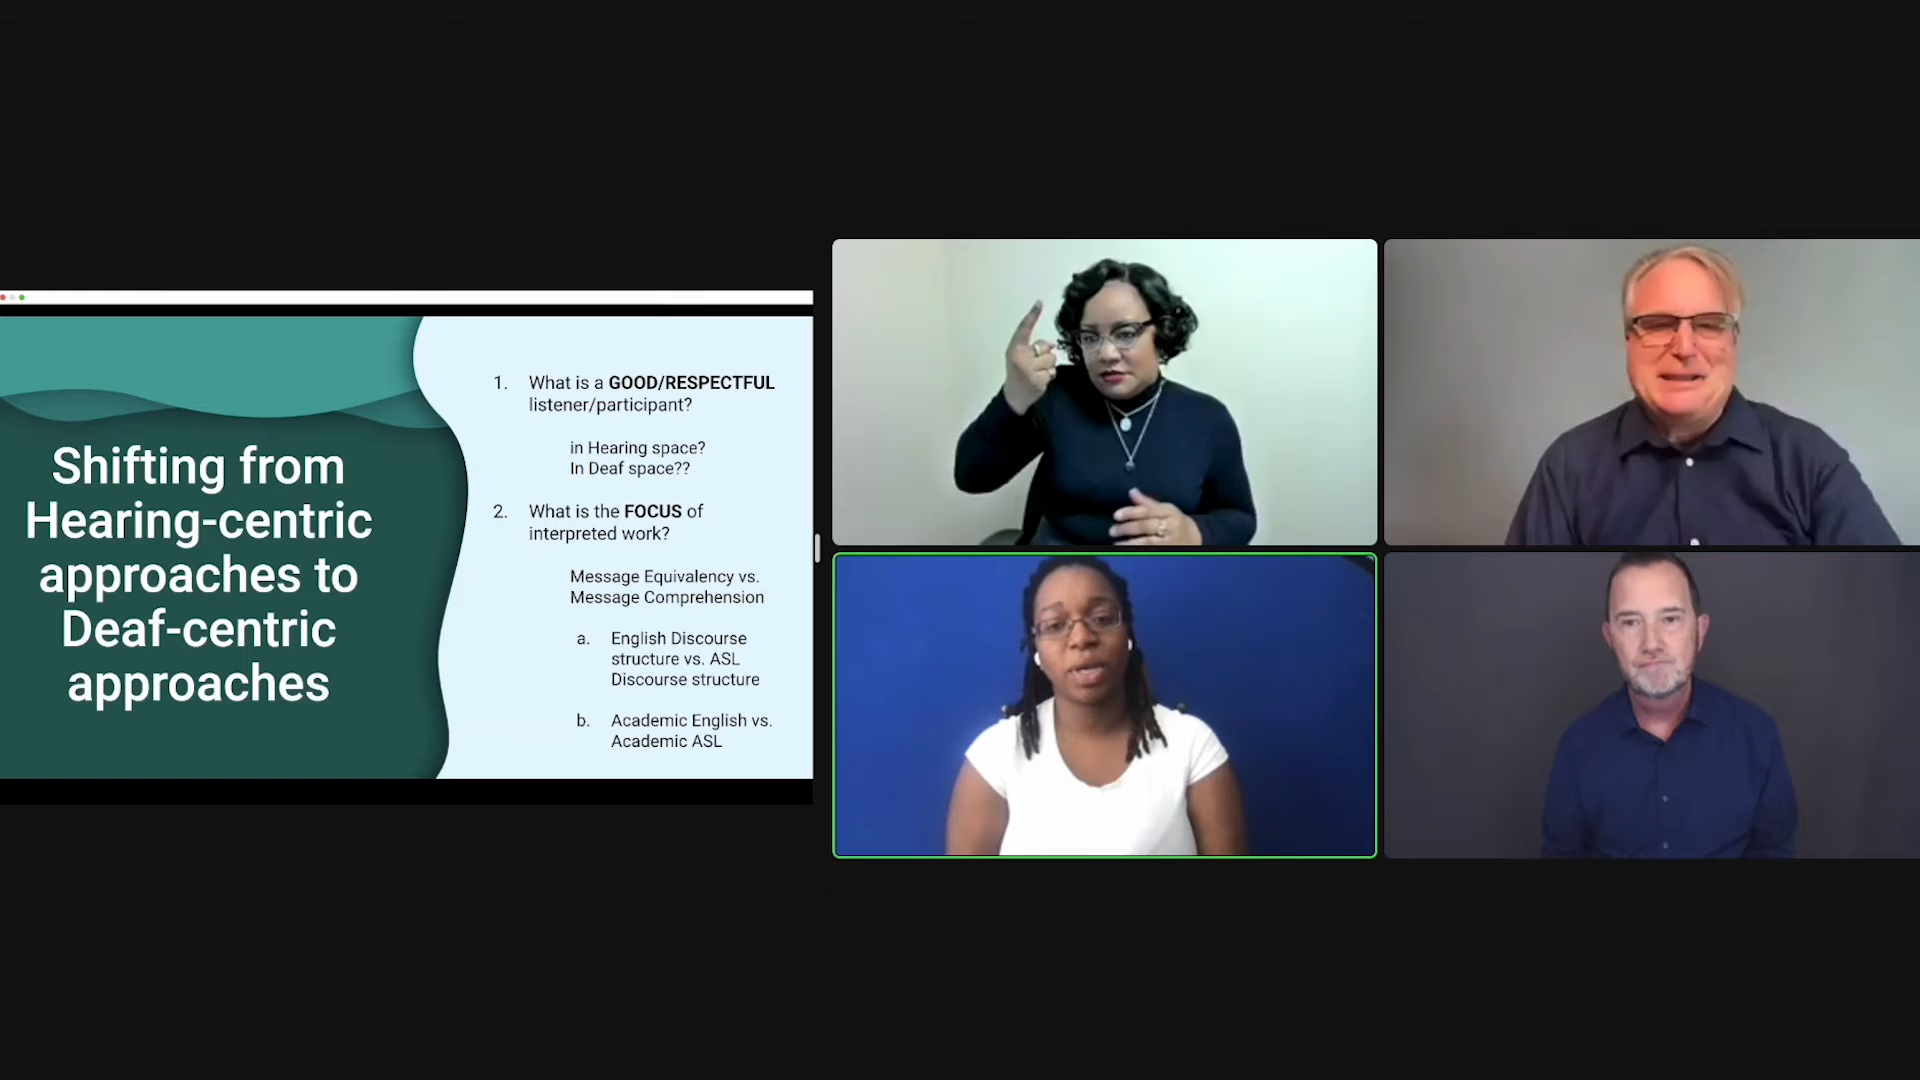 Shifting from
Hearing-centric
approaches to
Deaf-centric
approaches
1. What is a GOOD/RESPECTFUL
listener/participant?
in Hearing space?
In Deaf space??
2. What is the FOCUS of
interpreted work?
Message Equivalency vs.
Message Comprehension
a. English Discourse
structure vs. ASL
Discourse structure
b. Academic English vs.
Academic ASL